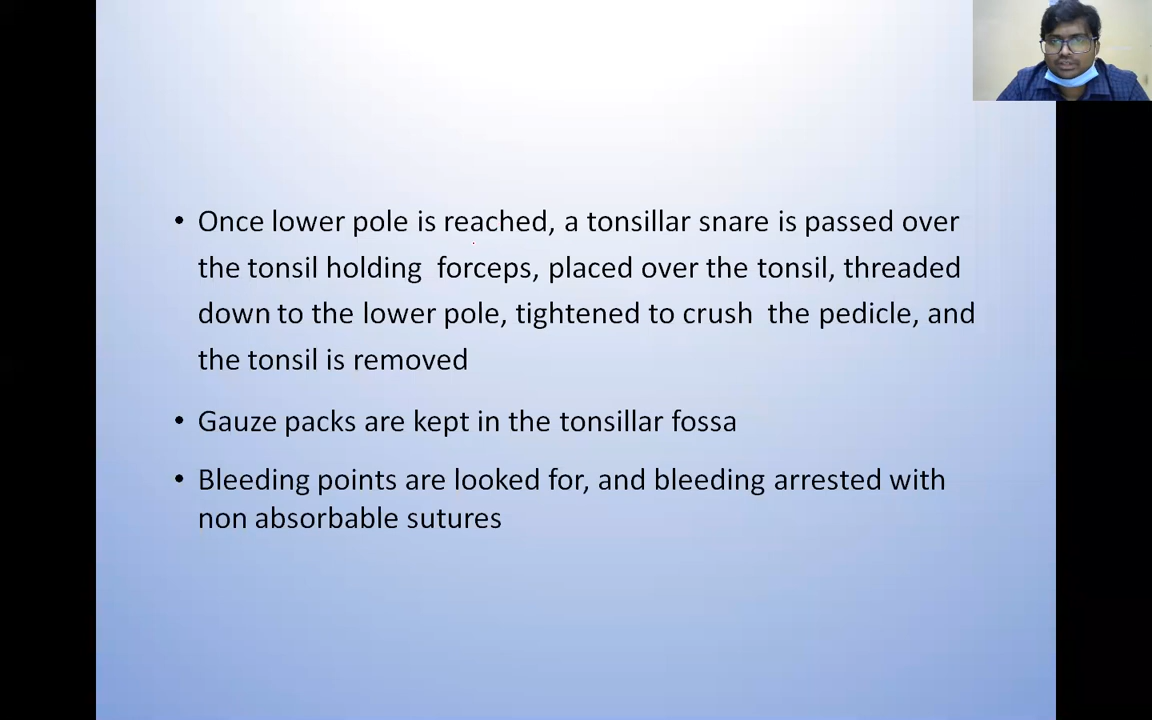 • Once lower pole is reached, a tonsillar snare is passed over
the tonsil holding  forceps, placed over the tonsil, threaded
down to the lower pole, tightened to crush  the pedicle, and
the tonsil is removed
• Gauze packs are kept in the tonsillar fossa
• Bleeding points are looked for, and bleeding arrested with
non absorbable sutures